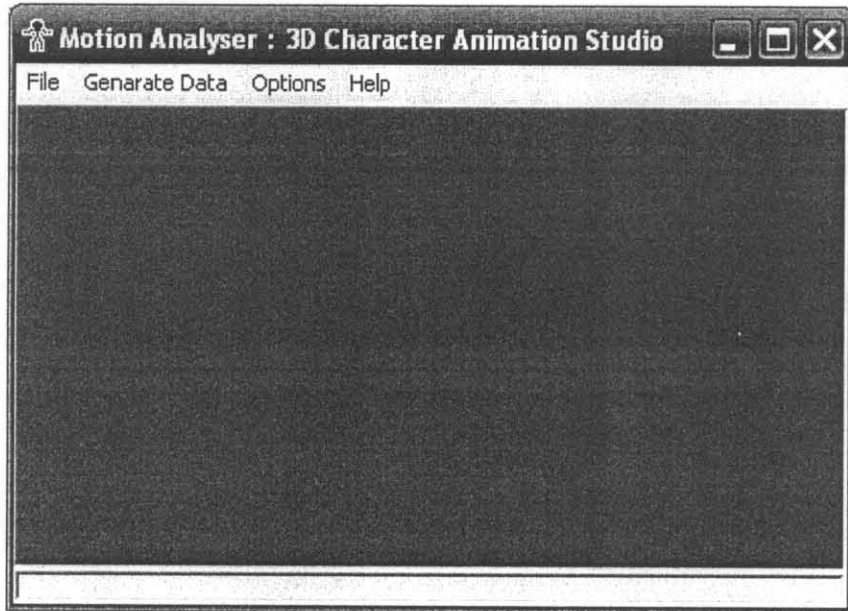 Motion Analyser : 3D Character Animation Studio
File Genarate Data Options Help